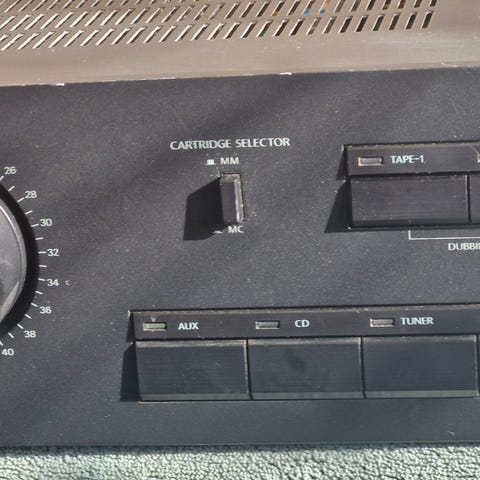 CARTRIDGE SELECTOR
MM
MC
TAPE-1
26
28
30
32
34
36
38
40
AUX
CD
TUNER